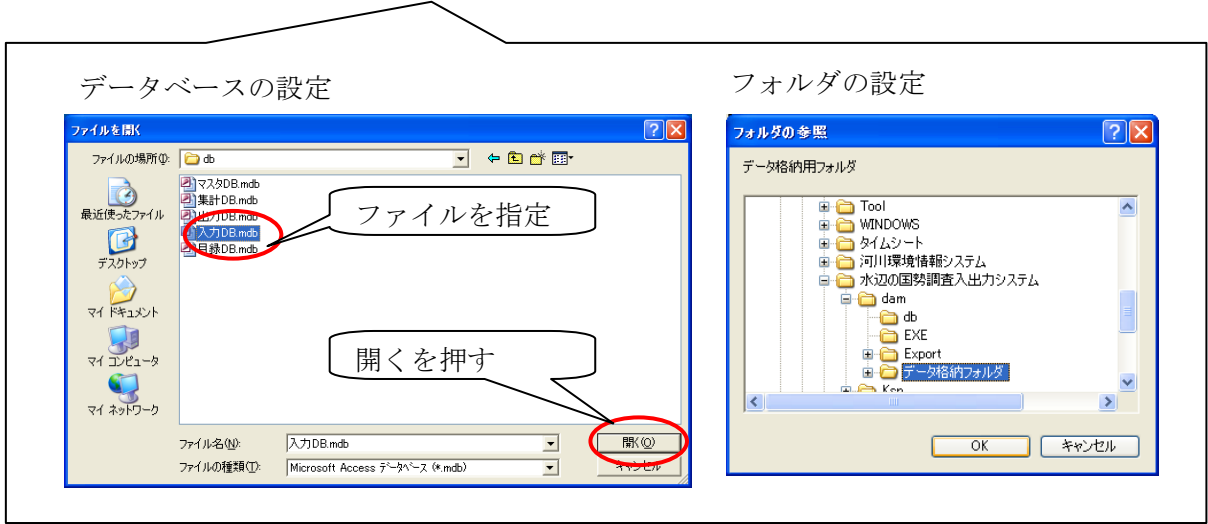 データベースの設定
ファイルを開く
ファイルの場所(I):
db
最近使ったファイル
デスクトップ
マイ ドキュメント
マイ コンピュータ
マイ ネットワーク
マスタDB.mdb
集計DB.mdb
出力DB.mdb
入力DB.mdb
目録DB.mdb
ファイルを指定
開くを押す
ファイル名(N):
入力DB.mdb
開く(O)
ファイルの種類(T):
Microsoft Access データベース (*.mdb)
キャンセル
フォルダの設定
フォルダの参照
データ格納用フォルダ
Tool
WINDOWS
タイムシート
河川環境情報システム
水辺の国勢調査入出力システム
dam
db
EXE
Export
データ格納フォルダ
Ksn
OK
キャンセル